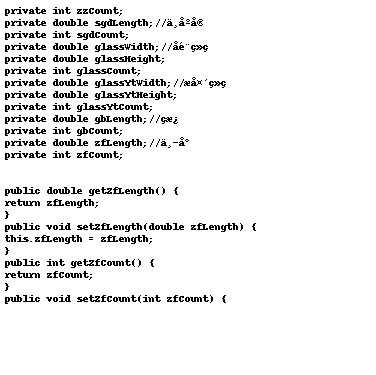 private int zzCount;
private double sgdLength;//ä¸­å›ºå®
private int sgdCount;
private double glassWidth;//å¤é¨ç»ç
private double glassHeight;
private int glassCount;
private double glassYtWidth;//æå¤´ç»ç
private double glassYtHeight;
private int glassYtCount;
private double gbLength;//çæ¿
private int gbCount;
private double zfLength;//ä¸­å°
private int zfCount;
public double getZfLength() {
return zfLength;
}
public void setZfLength(double zfLength) {
this.zfLength = zfLength;
}
public int getZfCount() {
return zfCount;
}
public void setZfCount(int zfCount) {